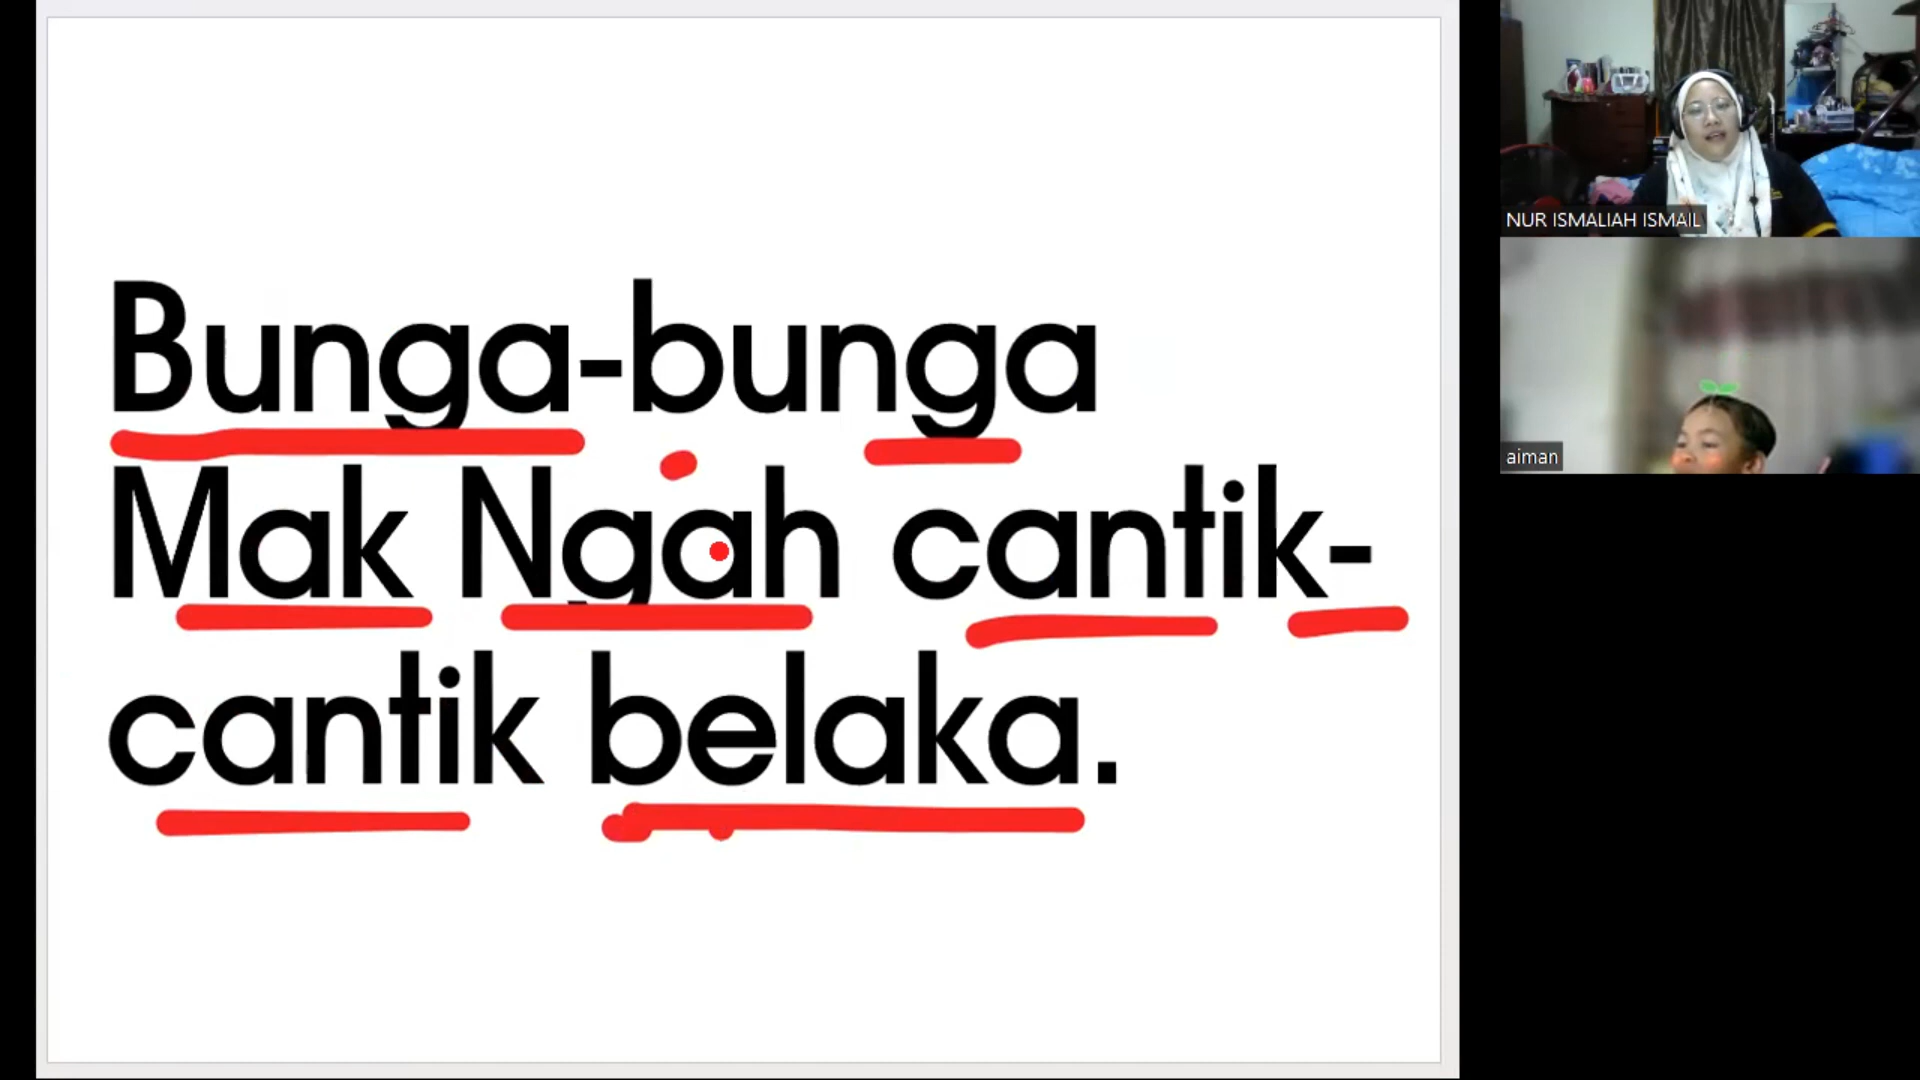 Bunga-bunga
Mak Ngah cantik-
cantik belaka.
NUR ISMALIAH ISMAIL
aiman